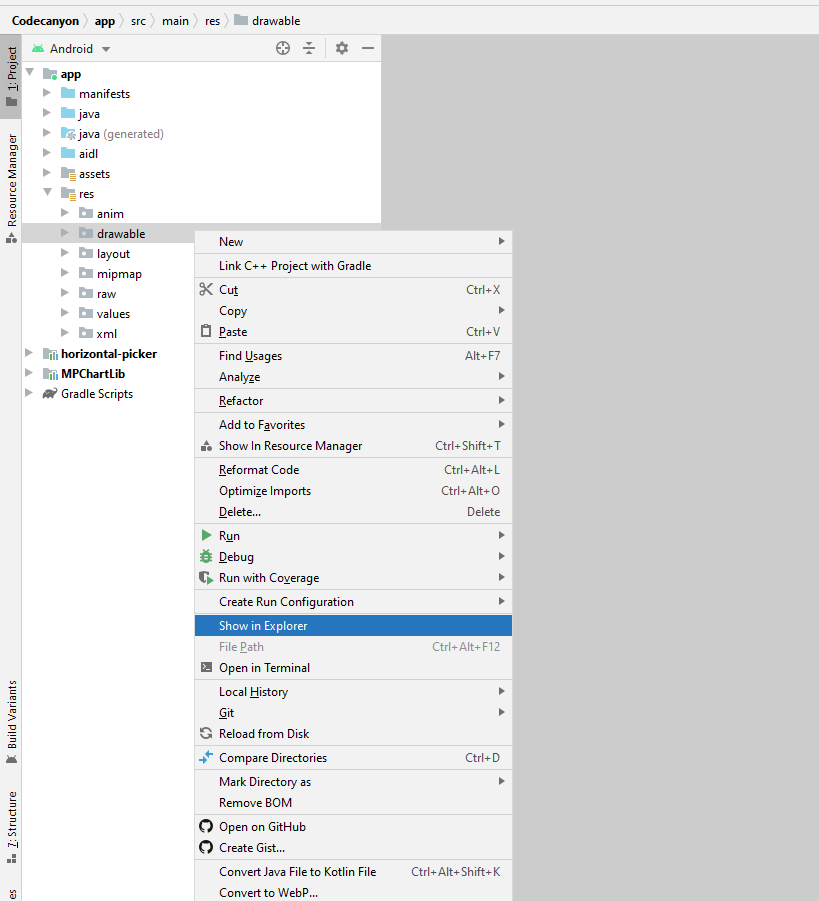 Codecanyon app src main res drawable
Android
1: Project
Resource Manager
Build Variants
7: Structure
es
app
manifests
java
java (generated)
aidl
assets
res
anim
drawable
layout
mipmap
raw
values
xml
horizontal-picker
MPChartLib
Gradle Scripts
New
Link C++ Project with Gradle
Cut Ctrl+X
Copy
Paste Ctrl+V
Find Usages Alt+F7
Analyze
Refactor
Add to Favorites
Show In Resource Manager Ctrl+Shift+T
Reformat Code Ctrl+Alt+L
Optimize Imports Ctrl+Alt+O
Delete... Delete
Run
Debug
Run with Coverage
Create Run Configuration
Show in Explorer
File Path Ctrl+Alt+F12
Open in Terminal
Local History
Git
Reload from Disk
Compare Directories Ctrl+D
Mark Directory as
Remove BOM
Open on GitHub
Create Gist...
Convert Java File to Kotlin File Ctrl+Alt+Shift+K
Convert to WebP...